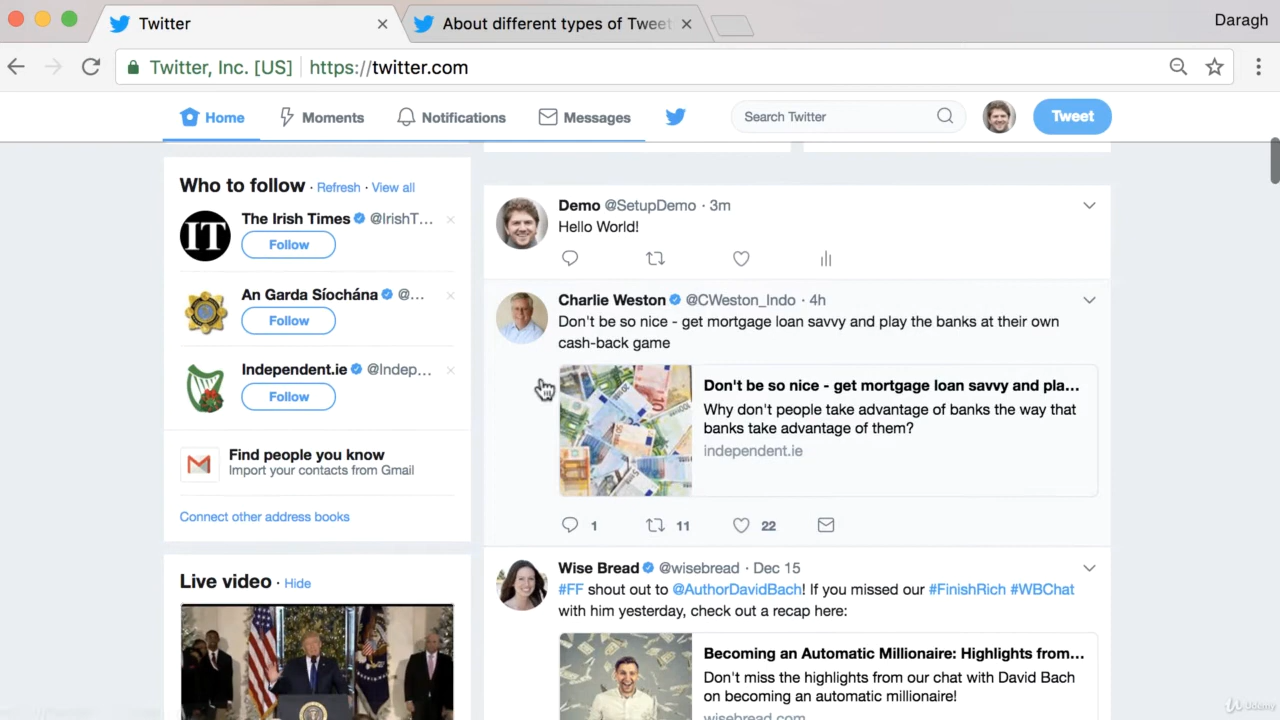 Twitter
About different types of Tweet
Daragh
Twitter, Inc. [US] https://twitter.com
Home
Moments
Notifications
Messages
Search Twitter
Tweet
Who to follow · Refresh · View all
The Irish Times @IrishT…
Follow
An Garda Síochána @…
Follow
Independent.ie @Indep…
Follow
Find people you know
Import your contacts from Gmail
Connect other address books
Live video · Hide
Demo @SetupDemo · 3m
Hello World!
Charlie Weston @CWeston_Indo · 4h
Don't be so nice - get mortgage loan savvy and play the banks at their own
cash-back game
Don't be so nice - get mortgage loan savvy and pla...
Why don't people take advantage of banks the way that
banks take advantage of them?
independent.ie
1 11 22
Wise Bread @wisebread · Dec 15
#FF shout out to @AuthorDavidBach! If you missed our #FinishRich #WBChat
with him yesterday, check out a recap here:
Becoming an Automatic Millionaire: Highlights from...
Don't miss the highlights from our chat with David Bach
on becoming an automatic millionaire!
wisebread.com
IT
Udemy